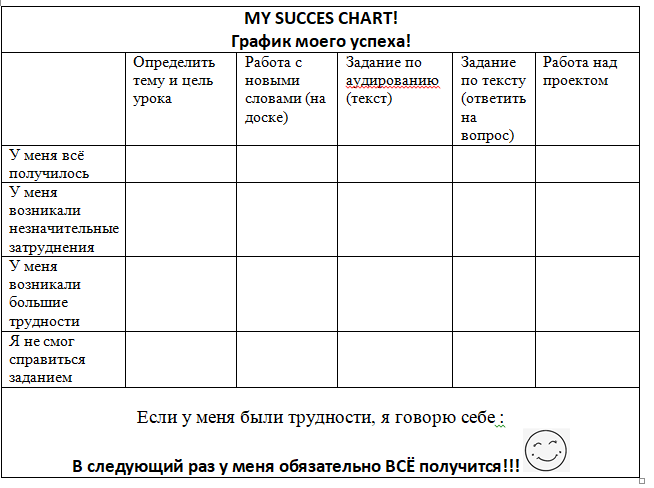 MY SUCCES CHART!
График моего успеха!
Определить
тему и цель
урока
Работа с
новыми
словами (на
доске)
Задание по
аудированию
(текст)
Задание
по тексту
(ответить
на
вопрос)
Работа над
проектом
У меня всё
получилось
У меня
возникали
незначительные
затруднения
У меня
возникали
большие
трудности
Я не смог
справиться
заданием
Если у меня были трудности, я говорю себе :
В следующий раз у меня обязательно ВСЁ получится!!!